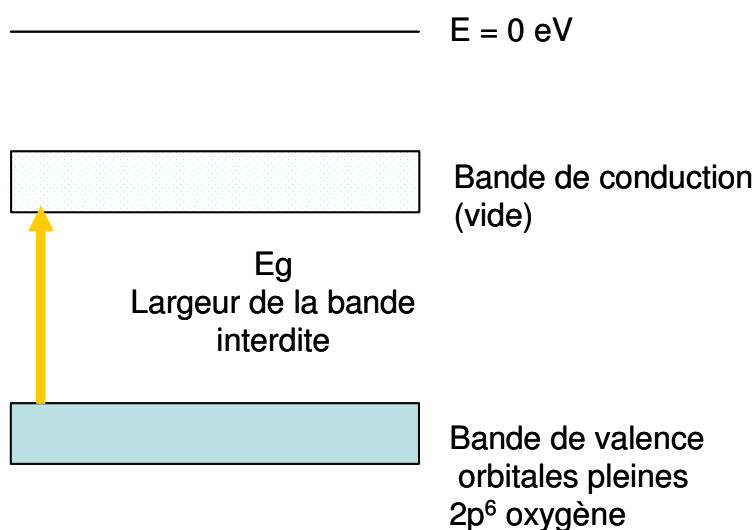 E = 0 eV
Bande de conduction
(vide)
Eg
Largeur de la bande
interdite
Bande de valence
orbitales pleines
2p⁶ oxygène